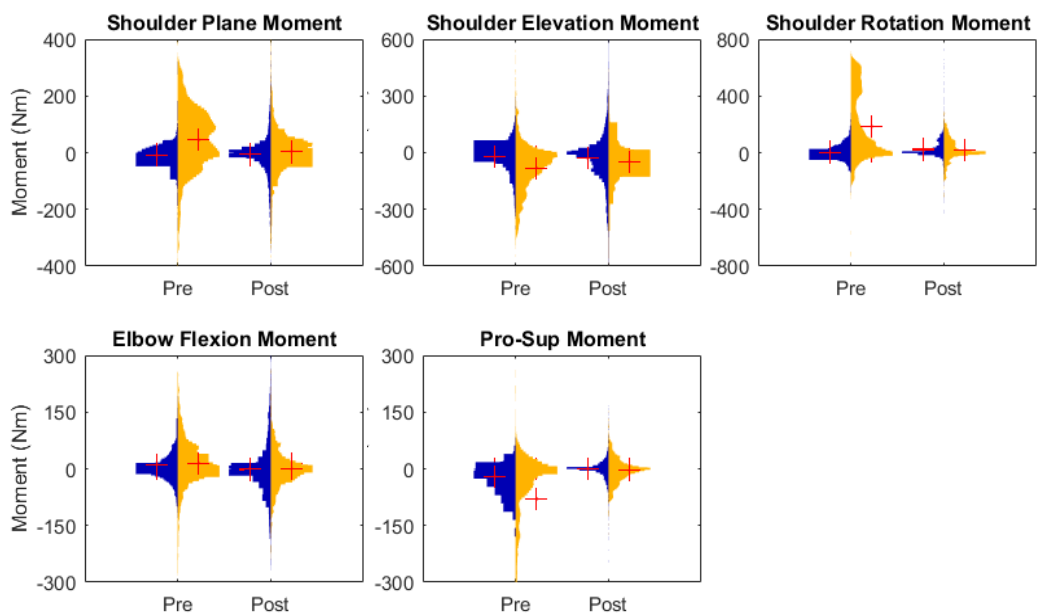 Shoulder Plane Moment
Shoulder Elevation Moment
Shoulder Rotation Moment
400
200
0
-200
-400
Moment (Nm)
Pre
Post
600
300
0
-300
-600
Pre
Post
800
400
0
-400
-800
Pre
Post
Elbow Flexion Moment
Pro-Sup Moment
300
150
0
-150
-300
Moment (Nm)
Pre
Post
300
150
0
-150
-300
Pre
Post